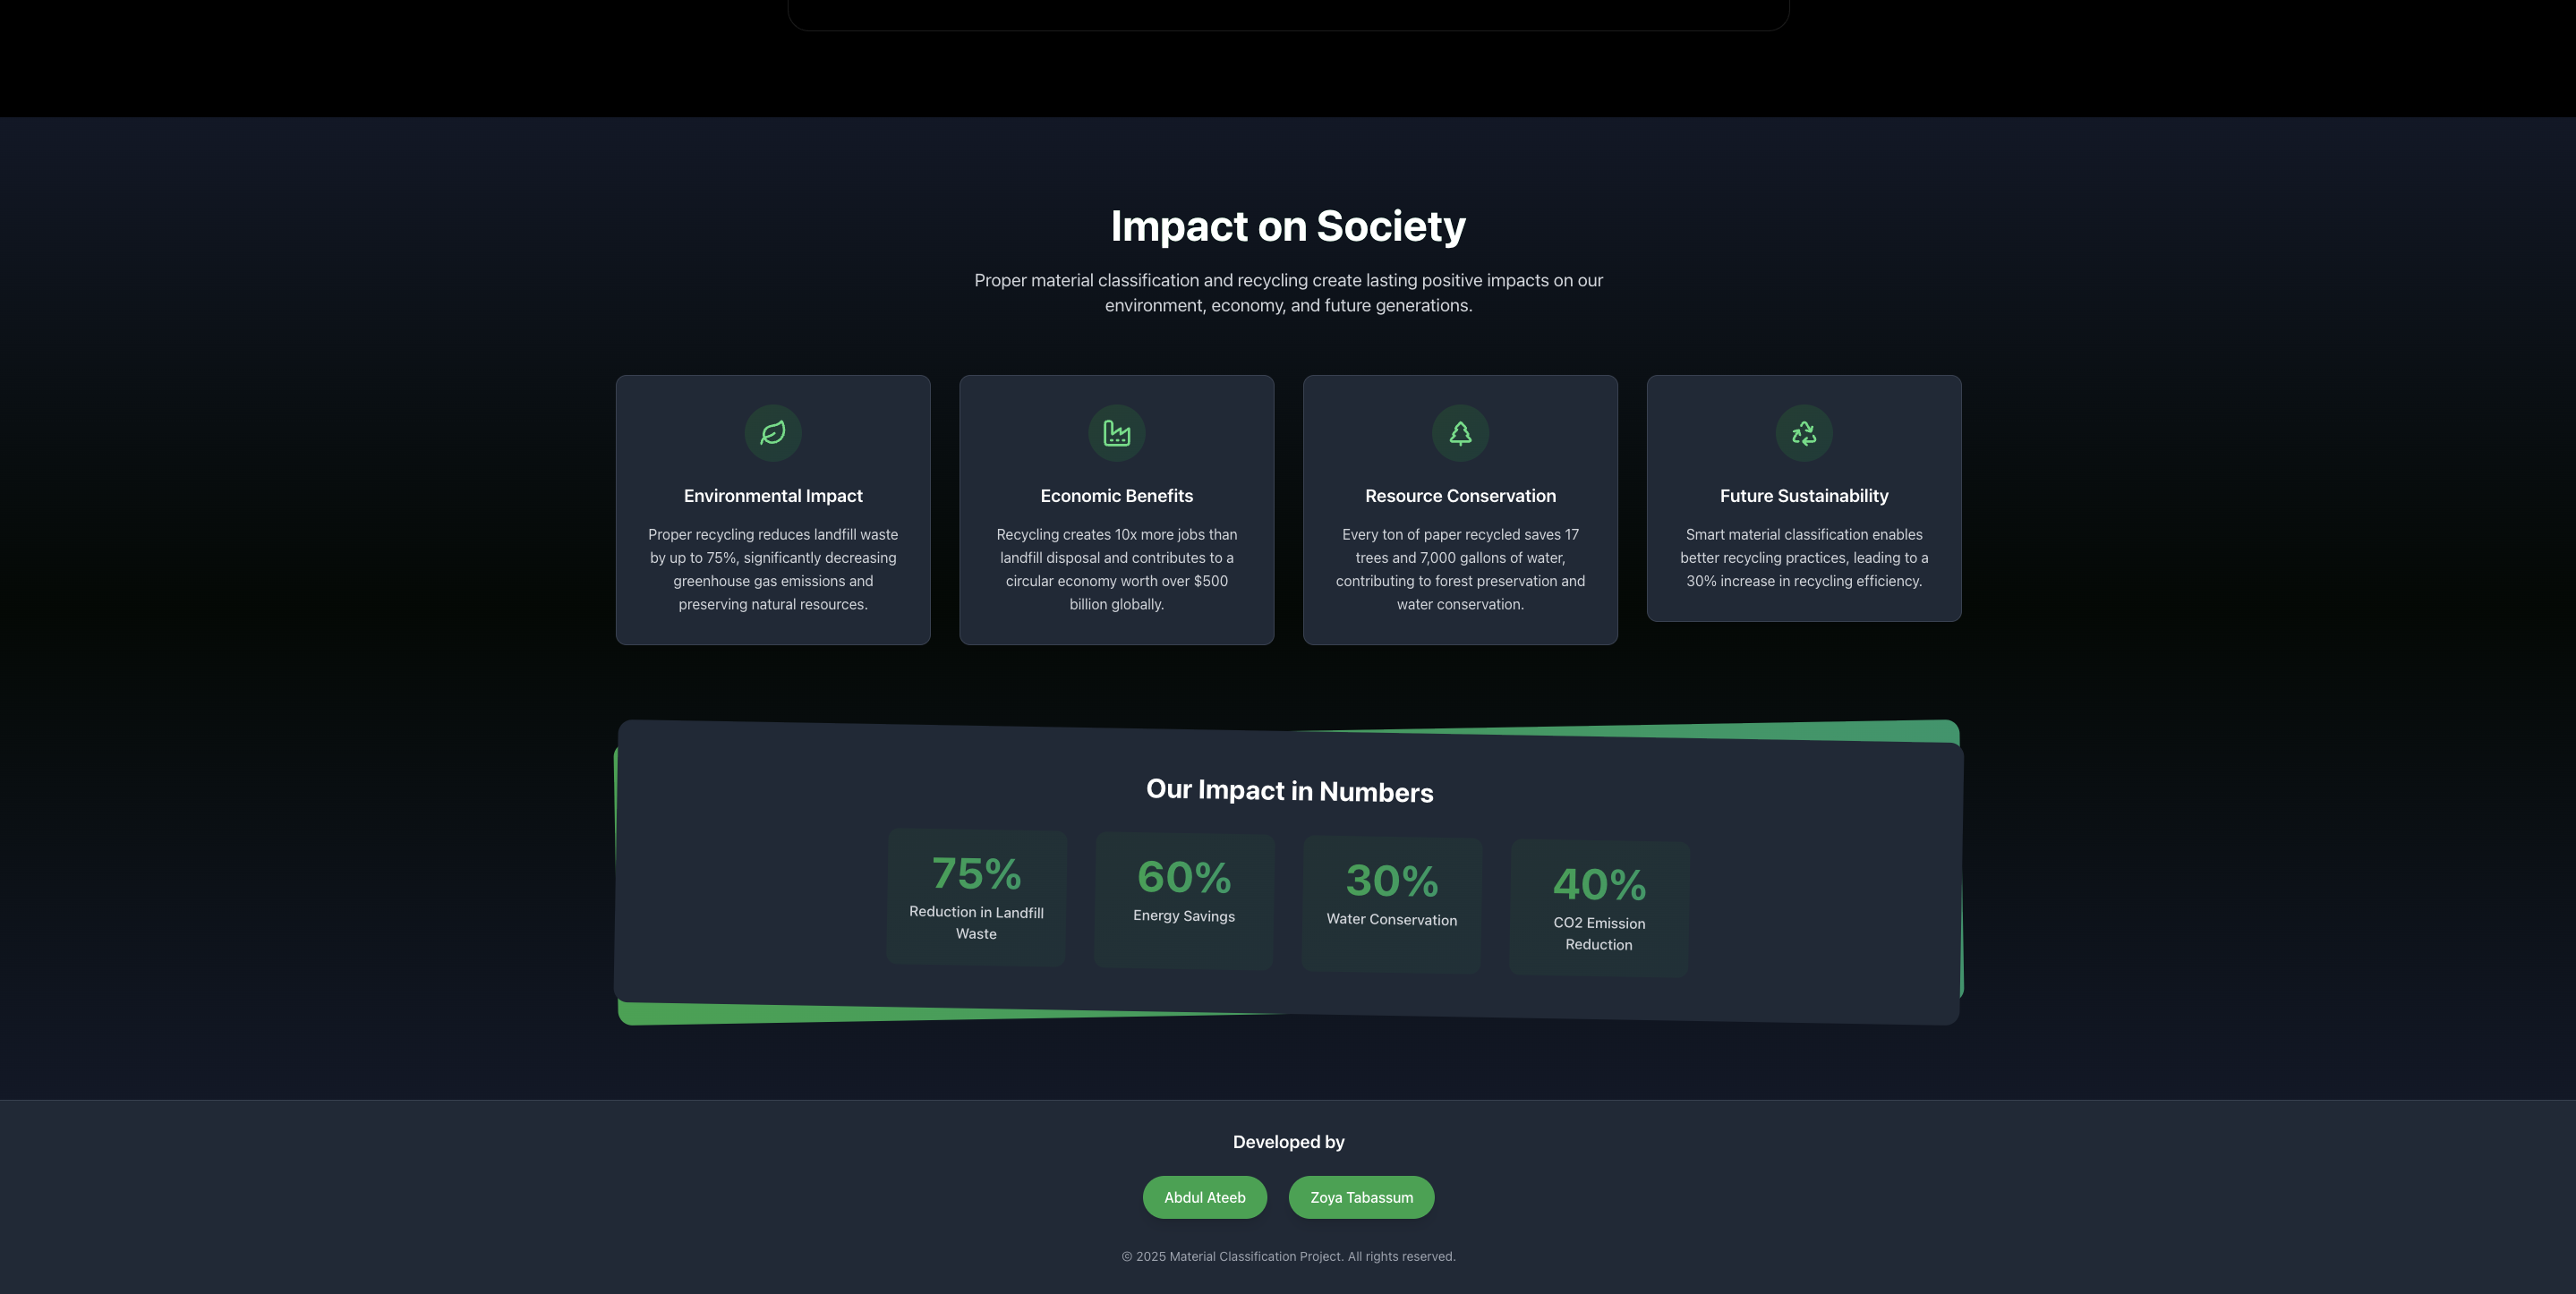 Impact on Society
Proper material classification and recycling create lasting positive impacts on our
environment, economy, and future generations.
Environmental Impact
Proper recycling reduces landfill waste
by up to 75%, significantly decreasing
greenhouse gas emissions and
preserving natural resources.
Economic Benefits
Recycling creates 10x more jobs than
landfill disposal and contributes to a
circular economy worth over $500
billion globally.
Resource Conservation
Every ton of paper recycled saves 17
trees and 7,000 gallons of water,
contributing to forest preservation and
water conservation.
Future Sustainability
Smart material classification enables
better recycling practices, leading to a
30% increase in recycling efficiency.
Our Impact in Numbers
75%
Reduction in Landfill
Waste
60%
Energy Savings
30%
Water Conservation
40%
CO2 Emission
Reduction
Developed by
Abdul Ateeb
Zoya Tabassum
© 2025 Material Classification Project. All rights reserved.